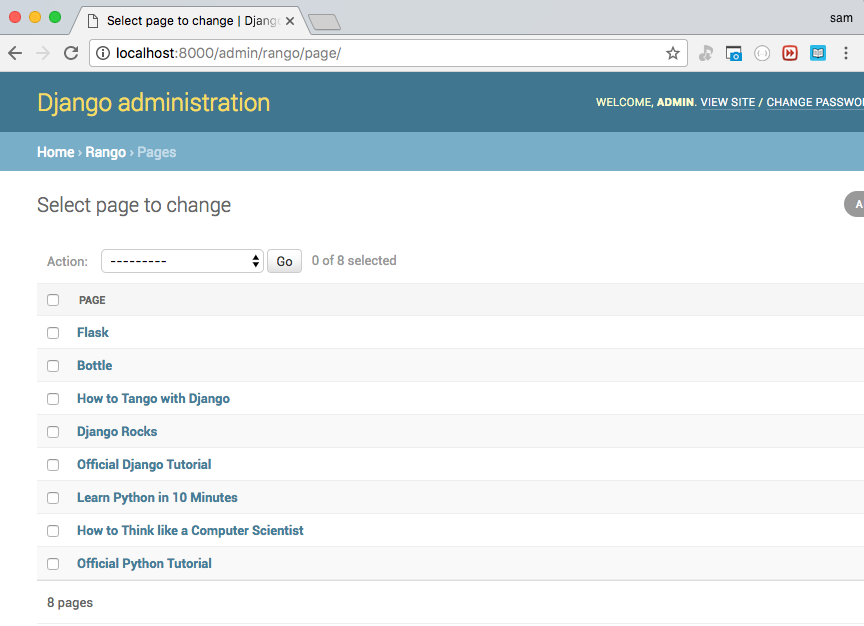 Select page to change | Djang
sam
localhost:8000/admin/rango/page/
Django administration
WELCOME, ADMIN. VIEW SITE / CHANGE PASSWO
Home › Rango › Pages
Select page to change
A
Action: --------- Go 0 of 8 selected
PAGE
Flask
Bottle
How to Tango with Django
Django Rocks
Official Django Tutorial
Learn Python in 10 Minutes
How to Think like a Computer Scientist
Official Python Tutorial
8 pages